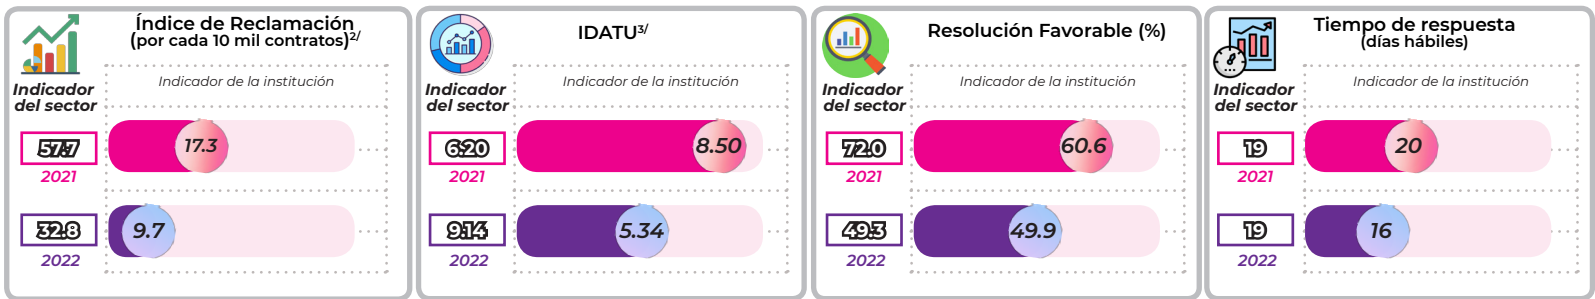 Índice de Reclamación
(por cada 10 mil contratos)2/
Indicador de la institución
Indicador
del sector
57.7
17.3
2021
32.8
9.7
2022
IDATU3/
Indicador de la institución
Indicador
del sector
6.20
8.50
2021
9.14
5.34
2022
Resolución Favorable (%)
Indicador de la institución
Indicador
del sector
72.0
60.6
2021
49.3
49.9
2022
Tiempo de respuesta
(días hábiles)
Indicador de la institución
Indicador
del sector
19
20
2021
19
16
2022